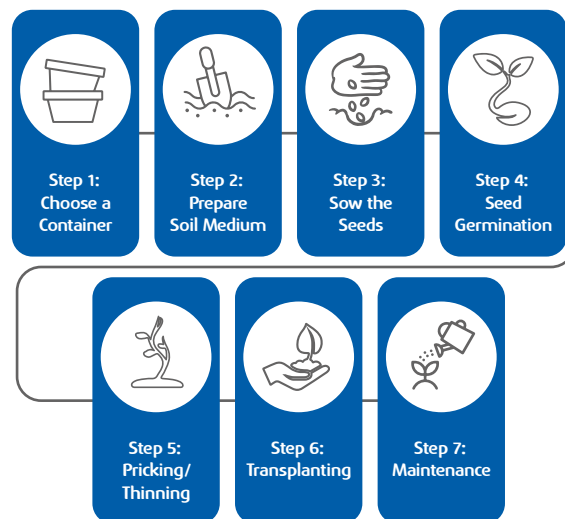 Step 1:
Choose a
Container
Step 2:
Prepare
Soil Medium
Step 3:
Sow the
Seeds
Step 4:
Seed
Germination
Step 5:
Pricking/
Thinning
Step 6:
Transplanting
Step 7:
Maintenance